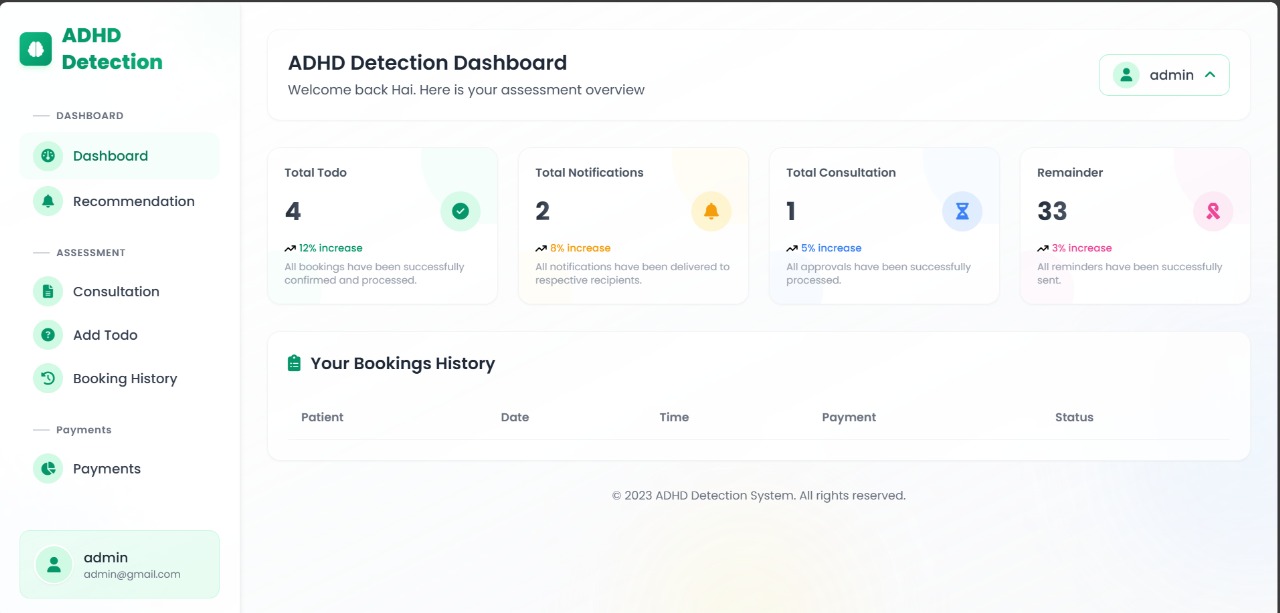 ADHD
Detection
DASHBOARD
Dashboard
Recommendation
ASSESSMENT
Consultation
Add Todo
Booking History
Payments
Payments
admin
admin@gmail.com
ADHD Detection Dashboard
Welcome back Hai. Here is your assessment overview
admin
Total Todo
4
12% increase
All bookings have been successfully
confirmed and processed.
Total Notifications
2
8% increase
All notifications have been delivered to
respective recipients.
Total Consultation
1
5% increase
All approvals have been successfully
processed.
Remainder
33
3% increase
All reminders have been successfully
sent.
Your Bookings History
Patient Date Time Payment Status
© 2023 ADHD Detection System. All rights reserved.